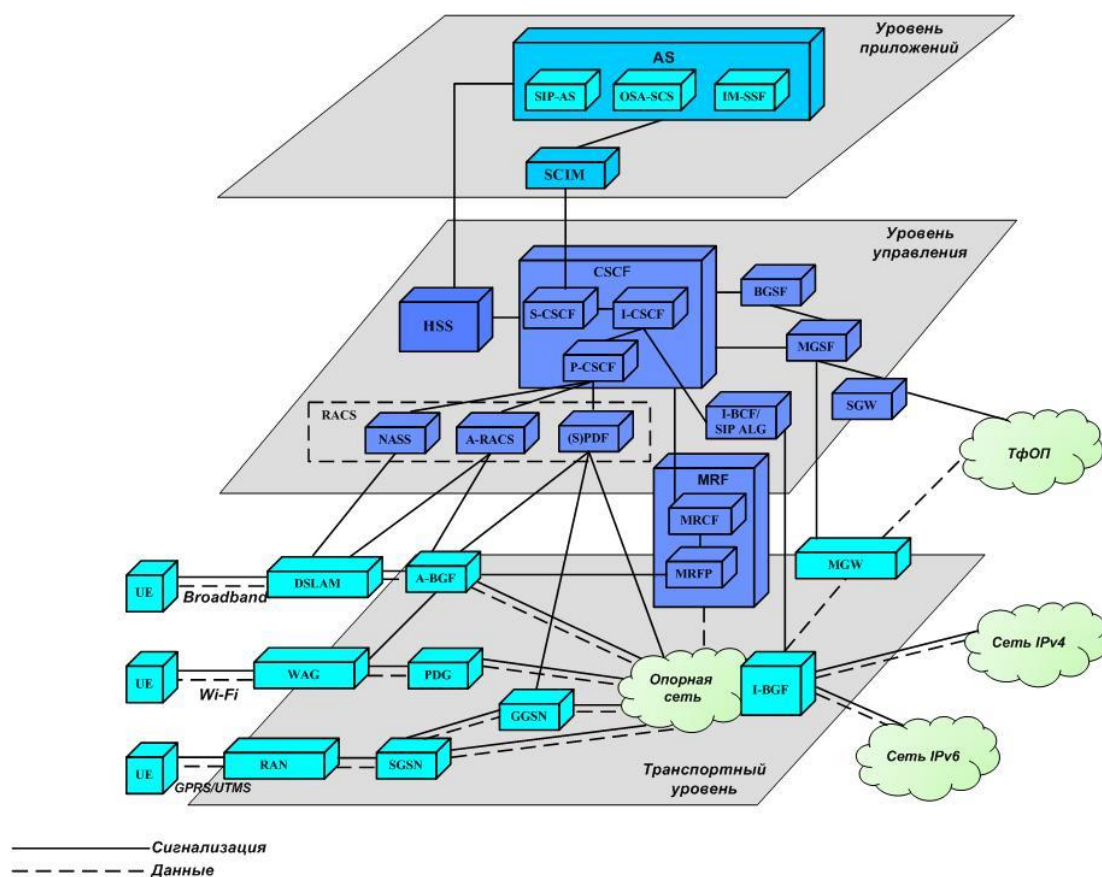 Уровень
приложений
AS
SIP-AS
OSA-SCS
IM-SSF
SCIM
Уровень
управления
CSCF
BGSF
S-CSCF
I-CSCF
HSS
MGSF
P-CSCF
SGW
RACS
NASS
A-RACS
(S)PDF
I-BCF/
SIP ALG
ТфОП
MRF
MRCF
MRFP
MGW
UE
Broadband
DSLAM
A-BGF
UE
Wi-Fi
WAG
PDG
Опорная
сеть
I-BGF
Сеть IPv4
GGSN
Сеть IPv6
UE
GPRS/UTMS
RAN
SGSN
Транспортный
уровень
Сигнализация
Данные